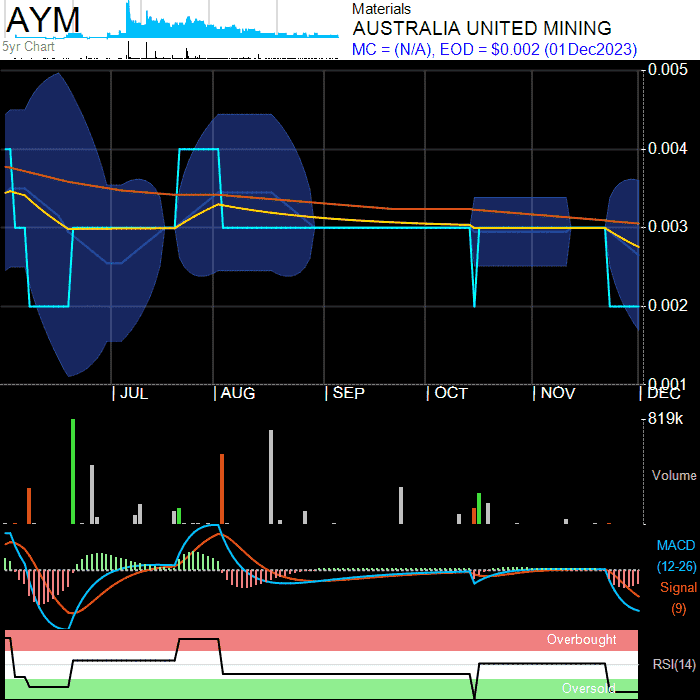 AYM
5yr Chart
Materials
AUSTRALIA UNITED MINING
MC = (N/A), EOD = $0.002 (01Dec2023)
0.005
0.004
0.003
0.002
0.001
JUL AUG SEP OCT NOV DEC
819k
Volume
MACD
(12-26)
Signal
(9)
Overbought
RSI(14)
Oversold